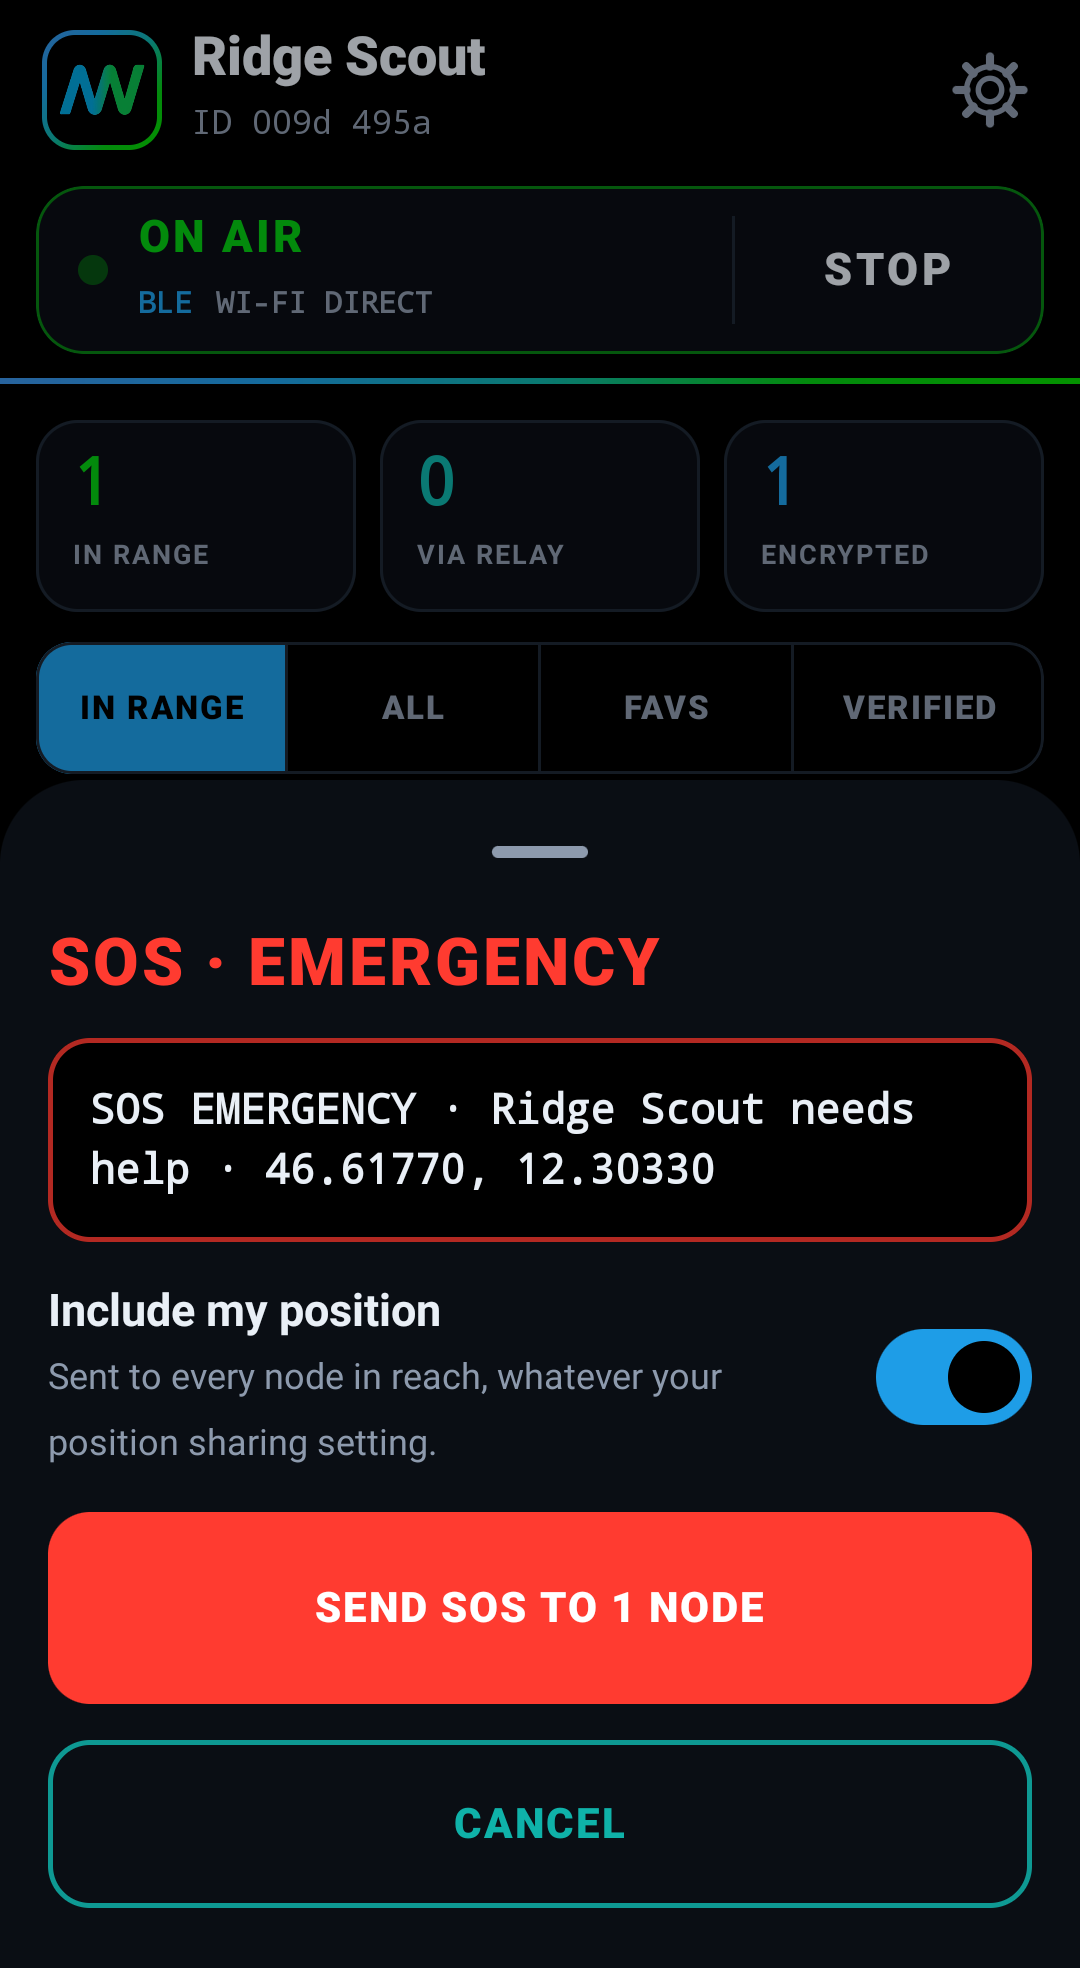 Ridge Scout
ID 009d 495a
ON AIR
BLE WI-FI DIRECT
STOP
1
IN RANGE
0
VIA RELAY
1
ENCRYPTED
IN RANGE
ALL
FAVS
VERIFIED
SOS · EMERGENCY
SOS EMERGENCY · Ridge Scout needs
help · 46.61770, 12.30330
Include my position
Sent to every node in reach, whatever your
position sharing setting.
SEND SOS TO 1 NODE
CANCEL